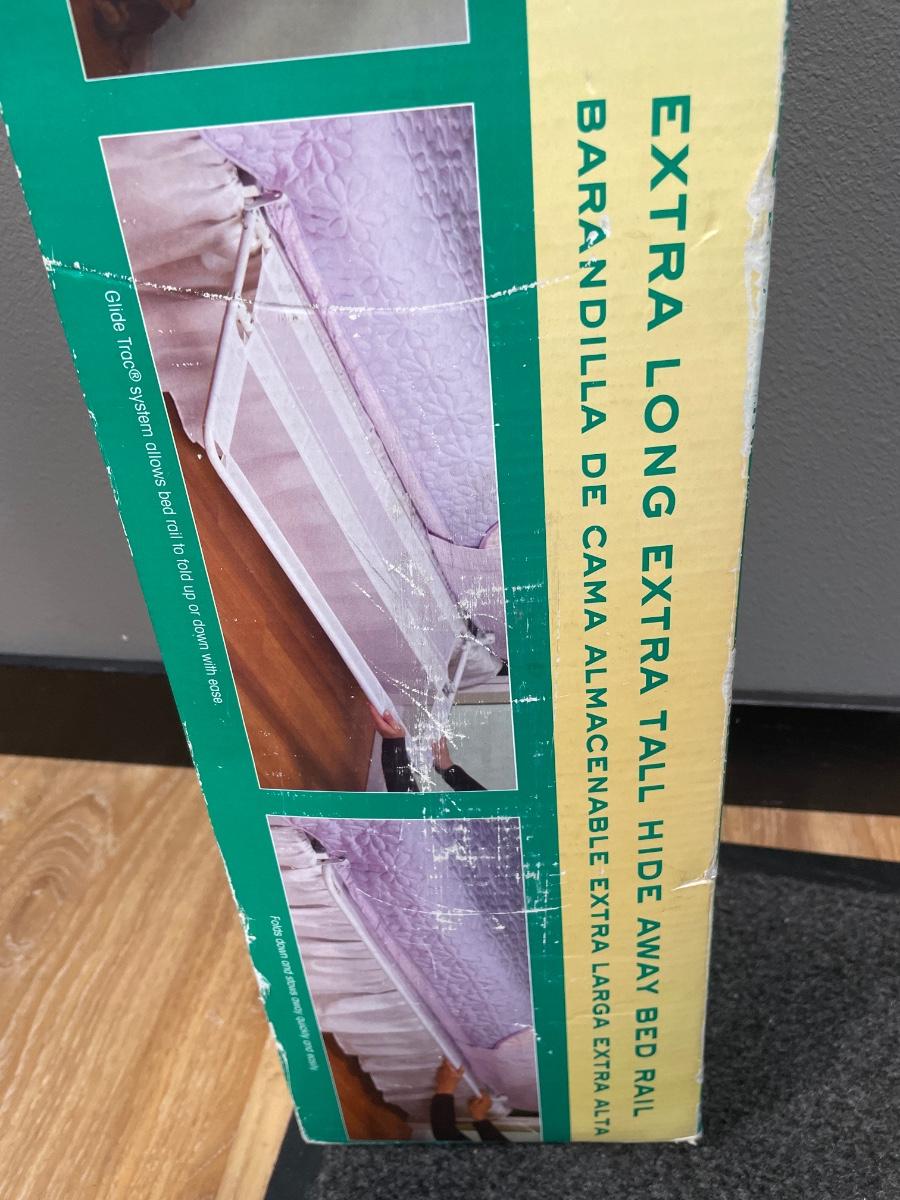 EXTRA LONG EXTRA TALL HIDE AWAY BED RAIL
BARANDILLA DE CAMA ALMACENABLE EXTRA LARGA EXTRA ALTA
Glide Trac® system allows bed rail to fold up or down with ease.
Folds down and stows away quickly and easily